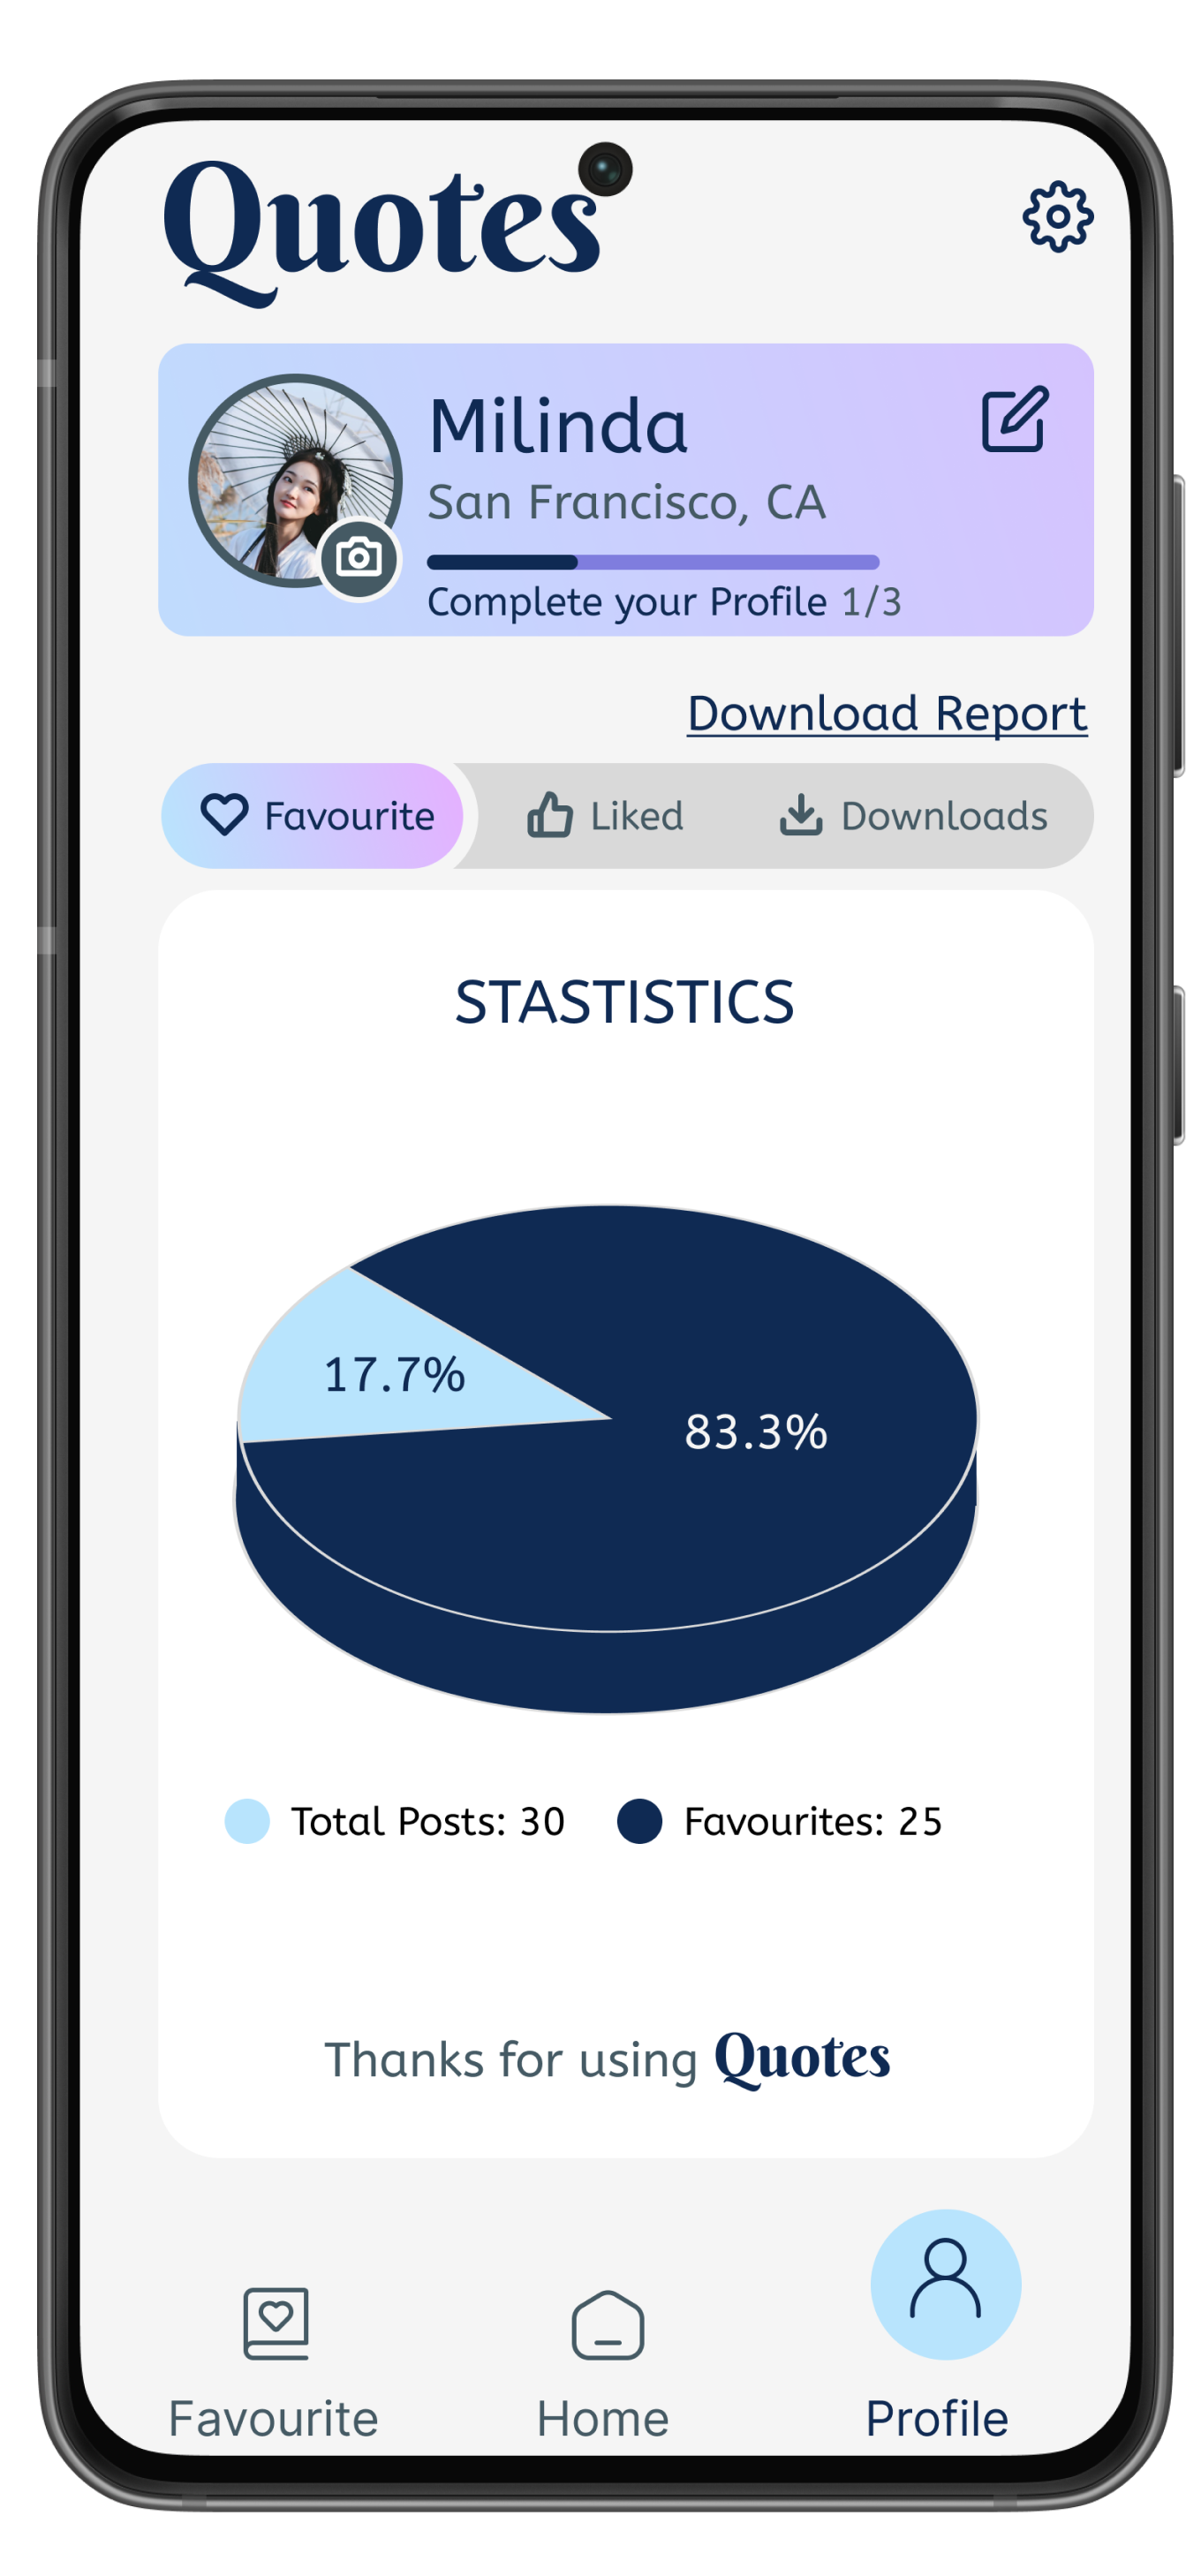 Quotes
Milinda
San Francisco, CA
Complete your Profile 1/3
Download Report
Favourite Liked Downloads
STASTISTICS
17.7%
83.3%
Total Posts: 30 Favourites: 25
Thanks for using Quotes
Favourite Home Profile